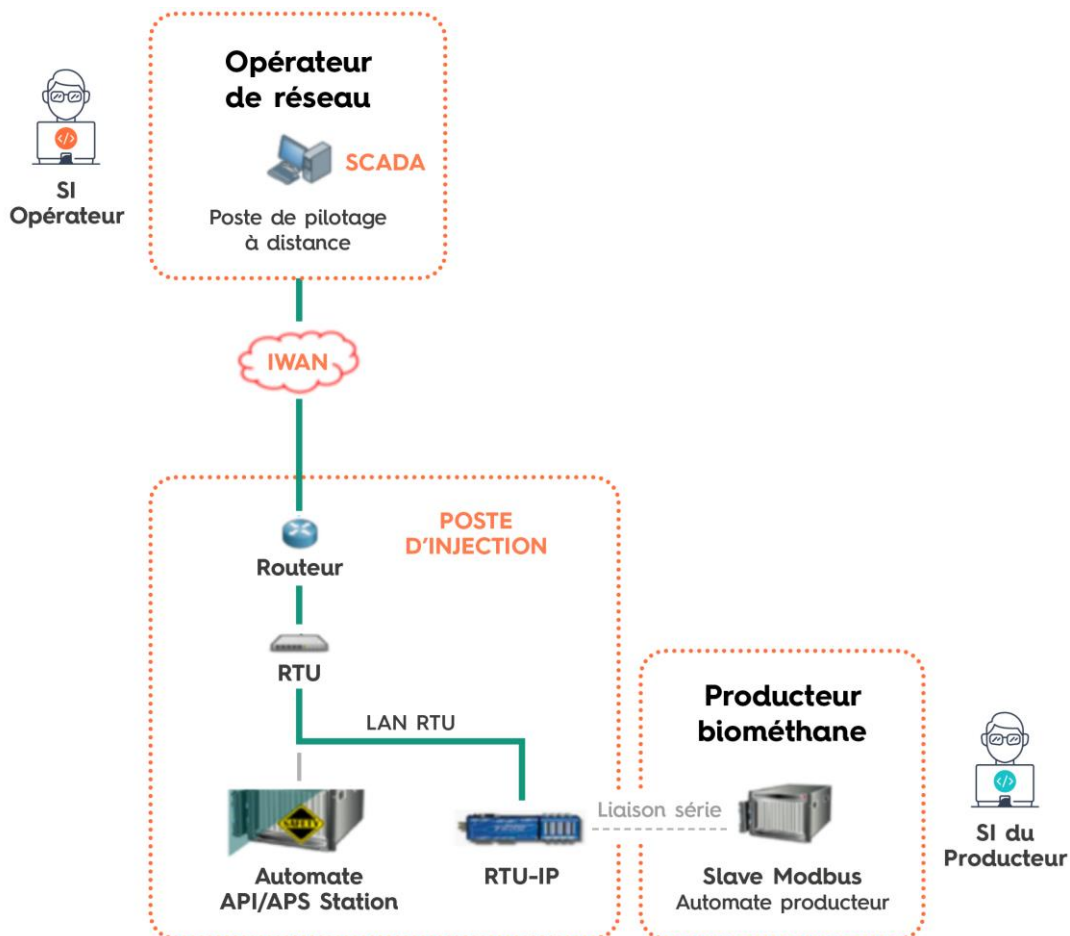 Opérateur
de réseau
SCADA
Poste de pilotage
à distance
</>
SI
Opérateur
IWAN
POSTE
D'INJECTION
Routeur
RTU
LAN RTU
SAFETY
Automate
API/APS Station
RTU-IP
Liaison série
Producteur
biométhane
Slave Modbus
Automate producteur
</>
SI du
Producteur